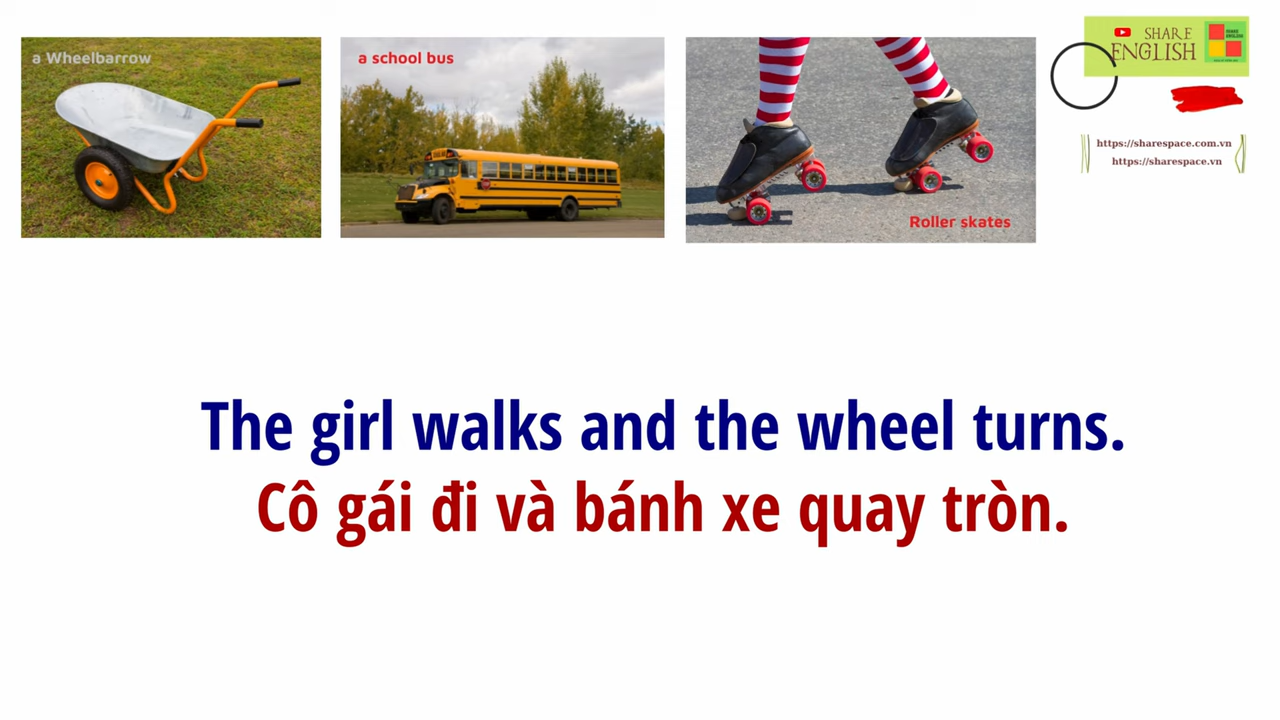 a Wheelbarrow
a school bus
Roller skates
SHARE
ENGLISH
https://sharespace.com.vn
https://sharespace.vn
The girl walks and the wheel turns.
Cô gái đi và bánh xe quay tròn.